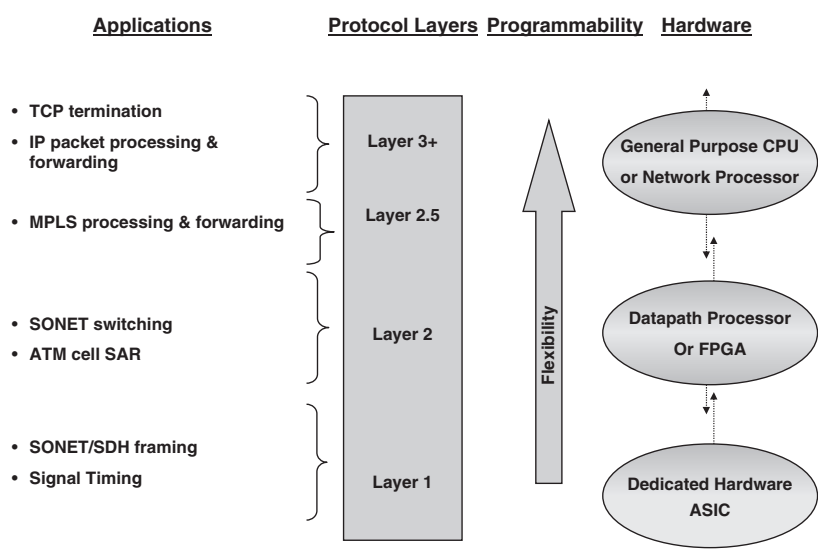 Applications
Protocol Layers
Programmability
Hardware
• TCP termination
• IP packet processing &
forwarding
• MPLS processing & forwarding
• SONET switching
• ATM cell SAR
• SONET/SDH framing
• Signal Timing
Layer 3+
Layer 2.5
Layer 2
Layer 1
Flexibility
General Purpose CPU
or Network Processor
Datapath Processor
Or FPGA
Dedicated Hardware
ASIC